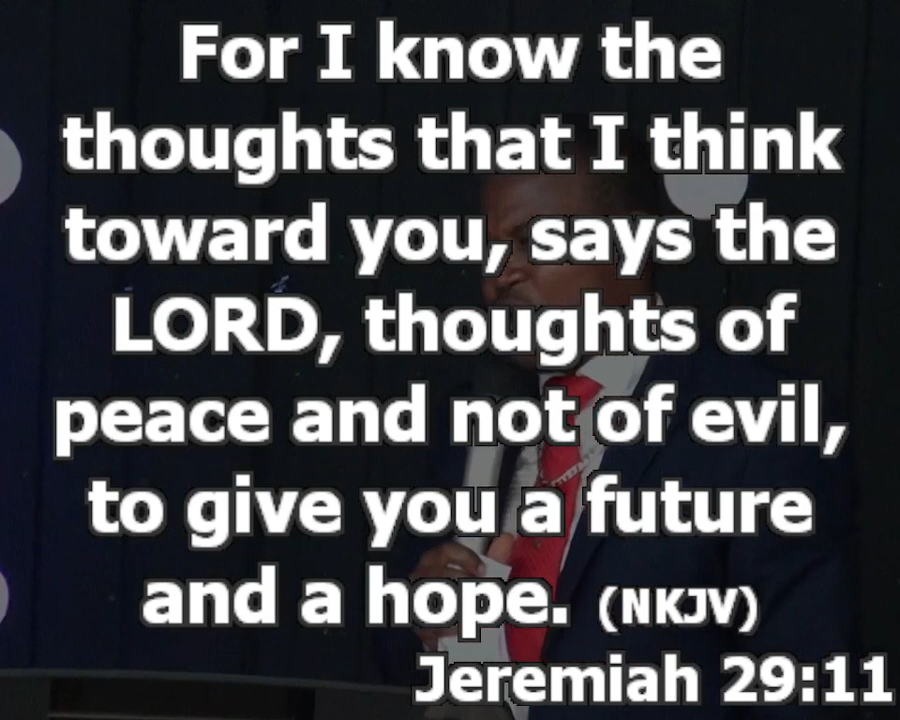 For I know the
thoughts that I think
toward you, says the
LORD, thoughts of
peace and not of evil,
to give you a future
and a hope. (NKJV)
Jeremiah 29:11